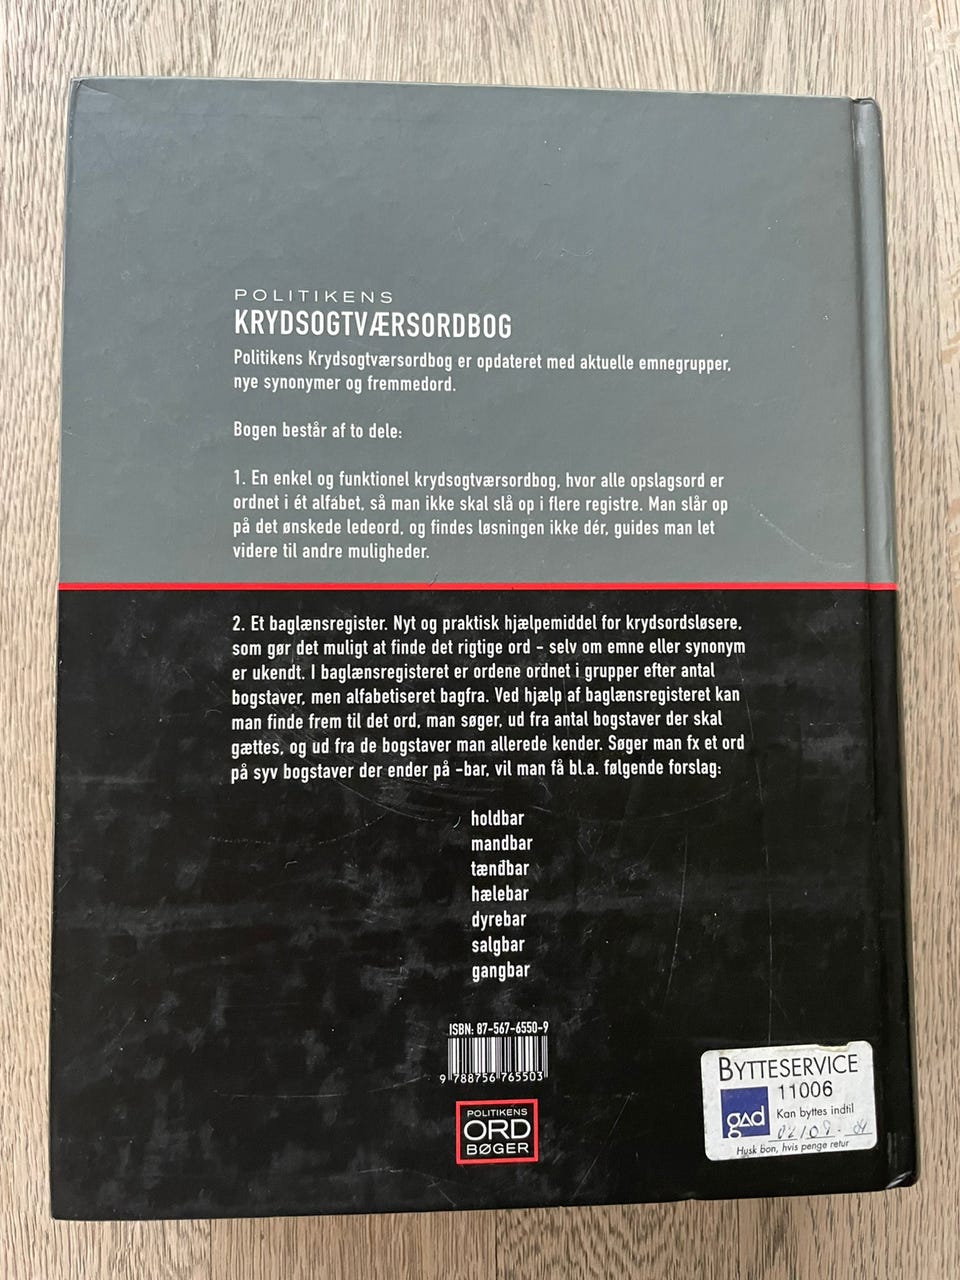 POLITIKENS
KRYDSOGTVÆRSORDBOG
Politikens Krydsogtværsordbog er opdateret med aktuelle emnegrupper,
nye synonymer og fremmedord.
Bogen består af to dele:
1. En enkel og funktionel krydsogtværsordbog, hvor alle opslagsord er
ordnet i ét alfabet, så man ikke skal slå op i flere registre. Man slår op
på det ønskede ledeord, og findes løsningen ikke dér, guides man let
videre til andre muligheder.
2. Et baglænsregister. Nyt og praktisk hjælpemiddel for krydsordsløsere,
som gør det muligt at finde det rigtige ord – selv om emne eller synonym
er ukendt. I baglænsregisteret er ordene ordnet i grupper efter antal
bogstaver, men alfabetiseret bagfra. Ved hjælp af baglænsregisteret kan
man finde frem til det ord, man søger, ud fra antal bogstaver der skal
gættes, og ud fra de bogstaver man allerede kender. Søger man fx et ord
på syv bogstaver der ender på –bar, vil man få bl.a. følgende forslag:
holdbar
mandbar
tændbar
hælebar
dyrebar
salgbar
gangbar
ISBN: 87-567-6550-9
9 788756 765503
POLITIKENS
ORD
BØGER
BYTTESERVICE
11006
gad
Kan byttes indtil
Husk bon, hvis penge retur